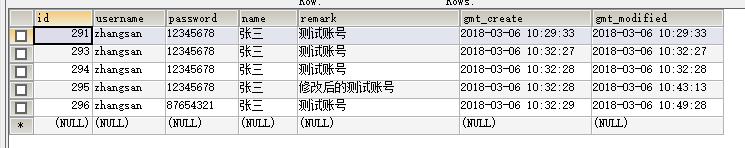 Row. Rows.
id username password name remark gmt_create gmt_modified
291 zhangsan 12345678 张三 测试账号 2018-03-06 10:29:33 2018-03-06 10:29:33
293 zhangsan 12345678 张三 测试账号 2018-03-06 10:32:27 2018-03-06 10:32:27
294 zhangsan 12345678 张三 测试账号 2018-03-06 10:32:28 2018-03-06 10:32:28
295 zhangsan 12345678 张三 修改后的测试账号 2018-03-06 10:32:28 2018-03-06 10:43:13
296 zhangsan 87654321 张三 测试账号 2018-03-06 10:32:29 2018-03-06 10:49:28
* (NULL) (NULL) (NULL) (NULL) (NULL) (NULL) (NULL)